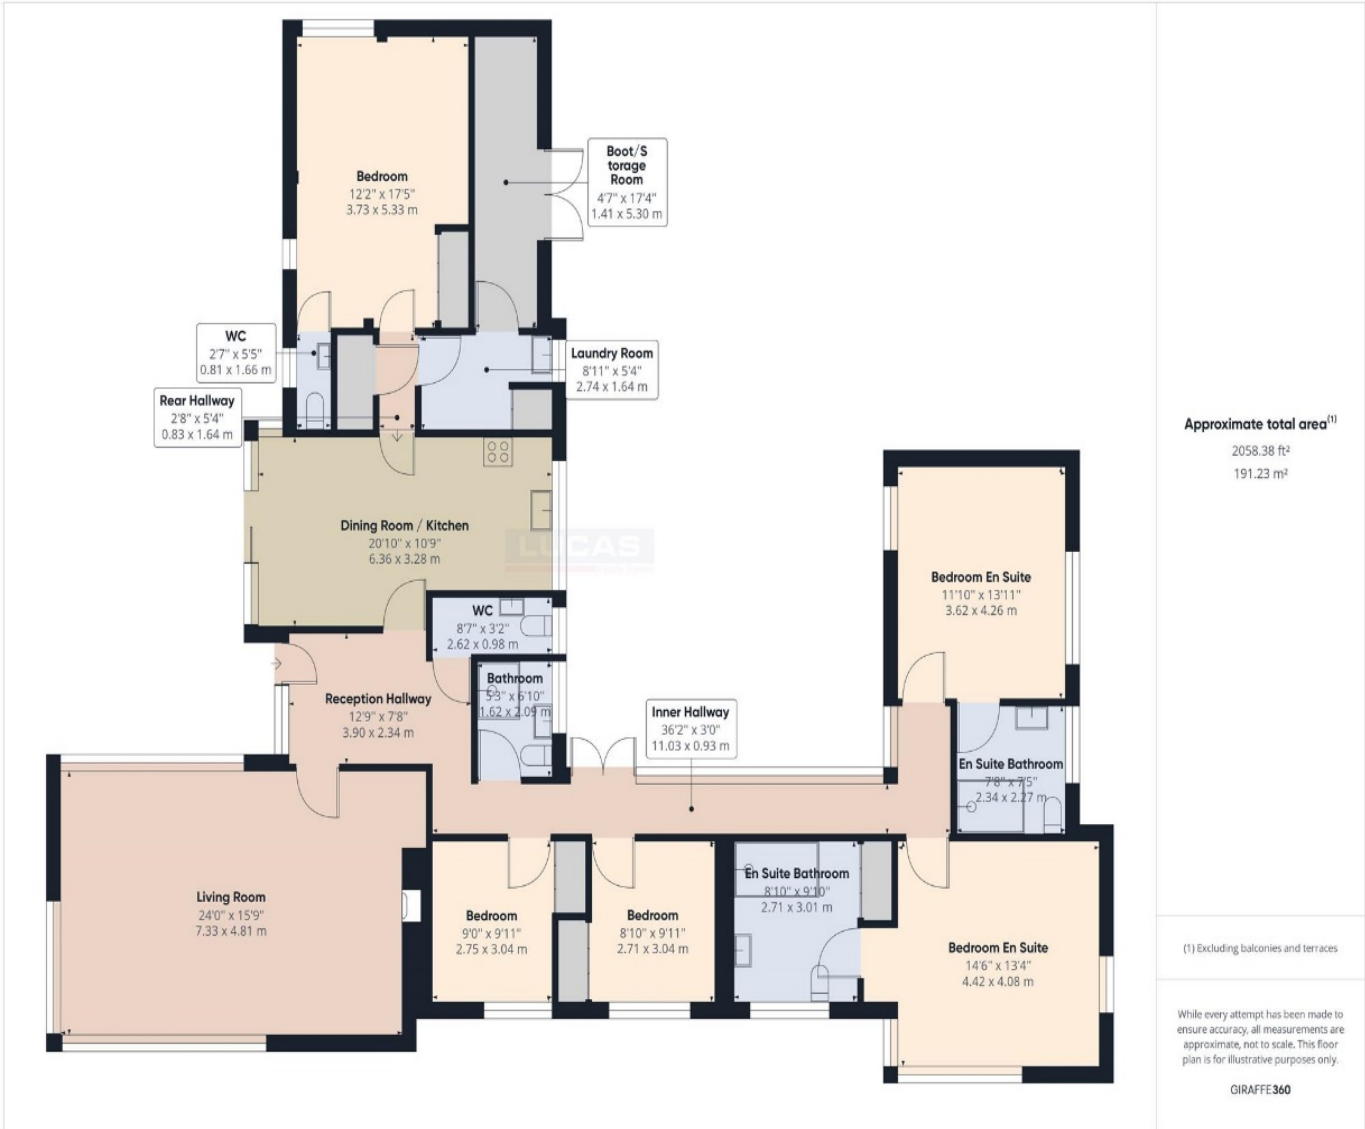 Bedroom
12'2" x 17'5"
3.73 x 5.33 m
Boot/S
torage
Room
4'7" x 17'4"
1.41 x 5.30 m
WC
2'7" x 5'5"
0.81 x 1.66 m
Laundry Room
8'11" x 5'4"
2.74 x 1.64 m
Rear Hallway
2'8" x 5'4"
0.83 x 1.64 m
Dining Room / Kitchen
20'10" x 10'9"
6.36 x 3.28 m
LUCAS
WC
8'7" x 3'2"
2.62 x 0.98 m
Bathroom
5'3" x 6'10"
1.62 x 2.09 m
Reception Hallway
12'9" x 7'8"
3.90 x 2.34 m
Inner Hallway
36'2" x 3'0"
11.03 x 0.93 m
Bedroom En Suite
11'10" x 13'11"
3.62 x 4.26 m
En Suite Bathroom
7'8" x 7'5"
2.34 x 2.27 m
Living Room
24'0" x 15'9"
7.33 x 4.81 m
Bedroom
9'0" x 9'11"
2.75 x 3.04 m
Bedroom
8'10" x 9'11"
2.71 x 3.04 m
En Suite Bathroom
8'10" x 9'10"
2.71 x 3.01 m
Bedroom En Suite
14'6" x 13'4"
4.42 x 4.08 m
Approximate total area(1)
2058.38 ft²
191.23 m²
(1) Excluding balconies and terraces
While every attempt has been made to
ensure accuracy, all measurements are
approximate, not to scale. This floor
plan is for illustrative purposes only.
GIRAFFE360